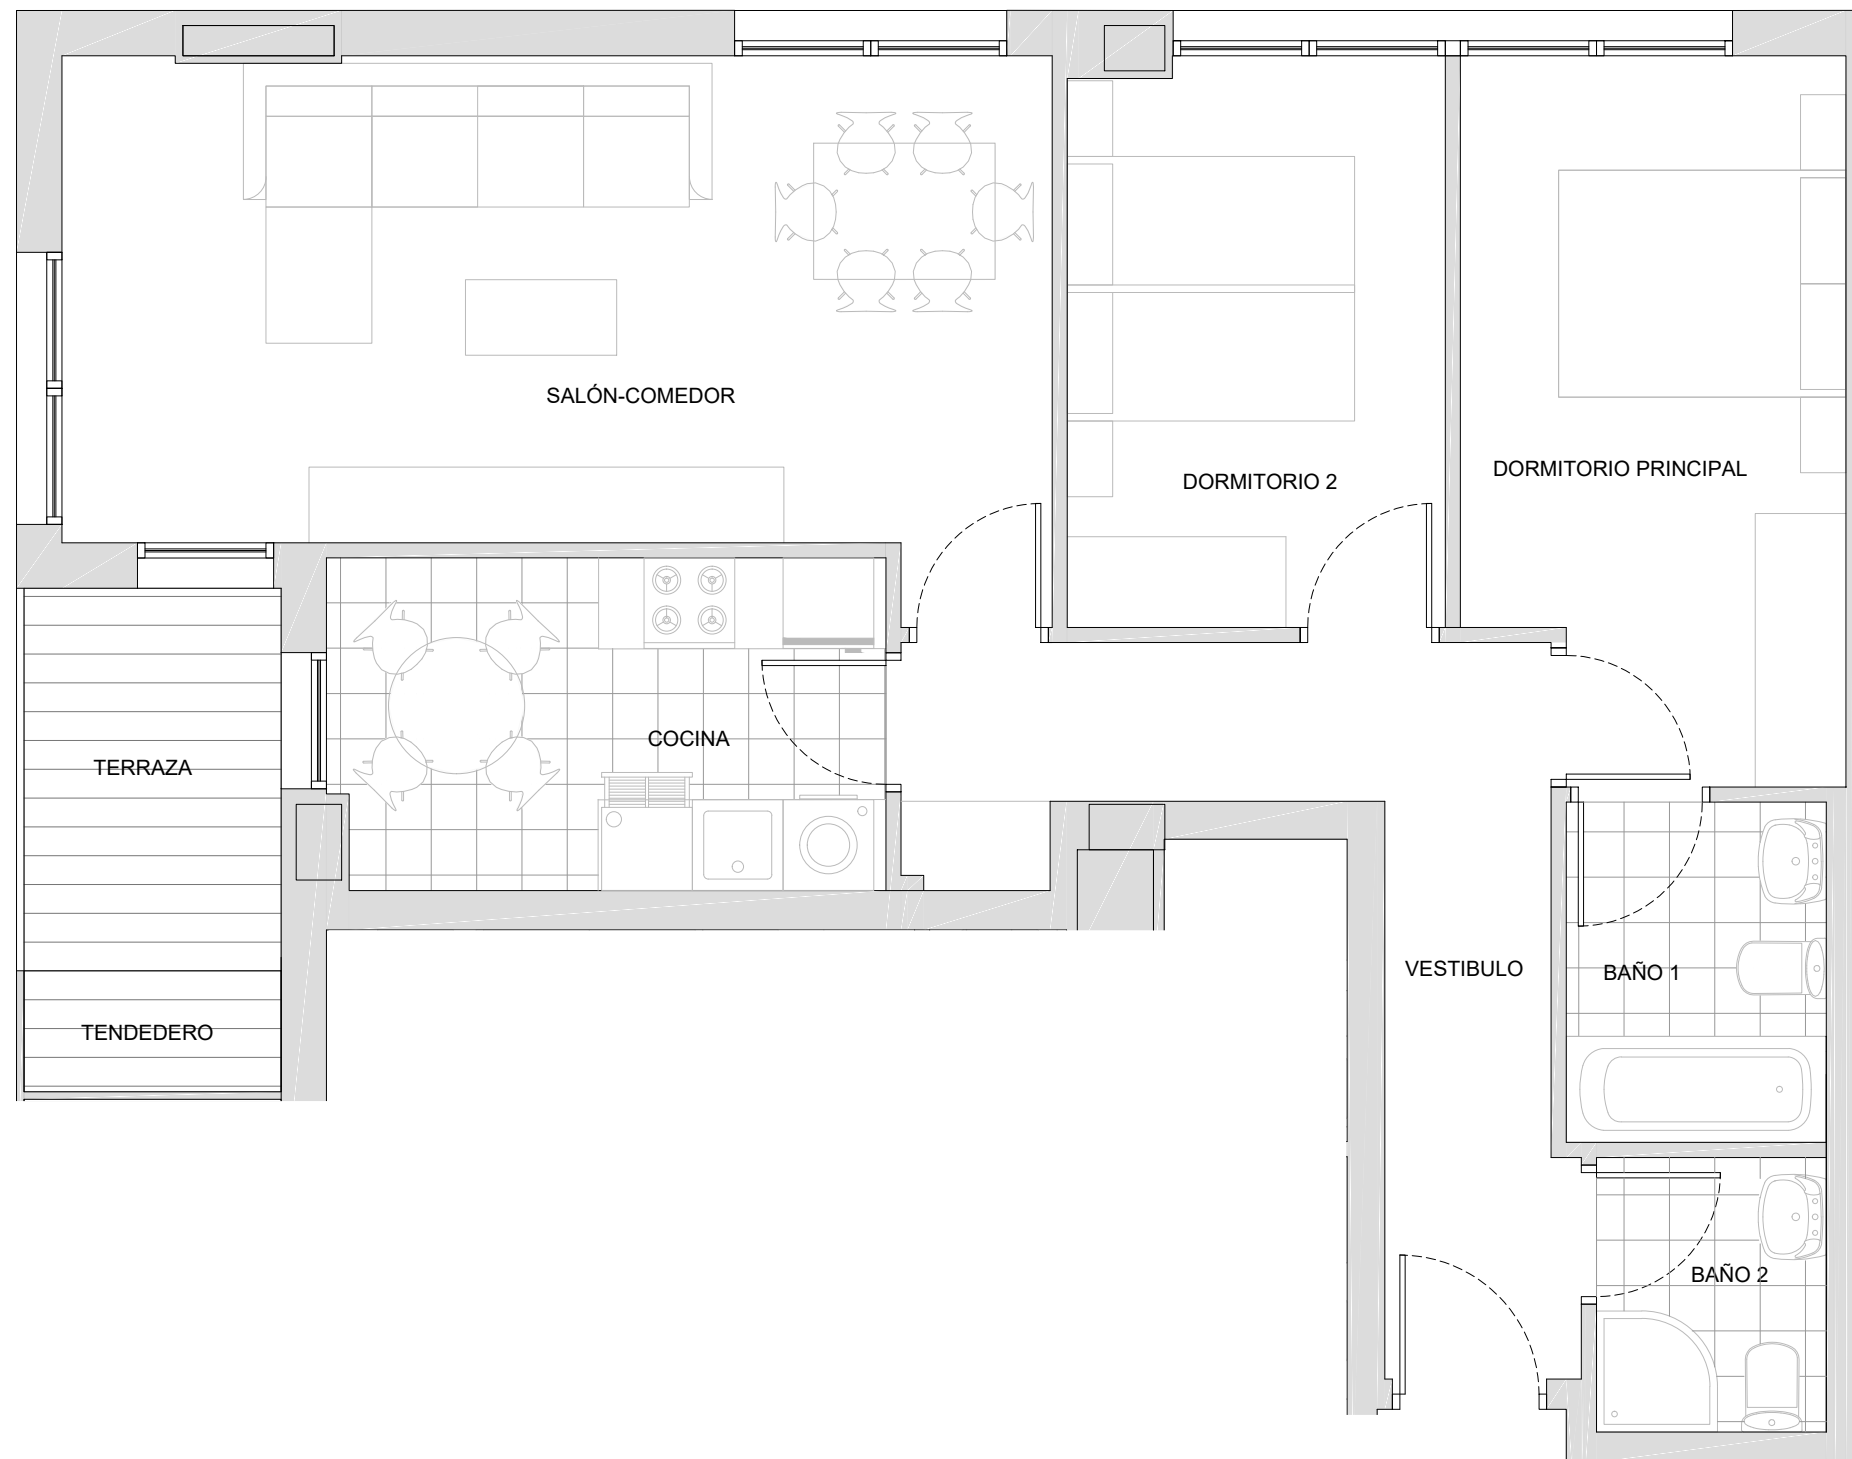 SALÓN-COMEDOR
DORMITORIO 2
DORMITORIO PRINCIPAL
COCINA
TERRAZA
VESTIBULO
BAÑO 1
TENDEDERO
BAÑO 2